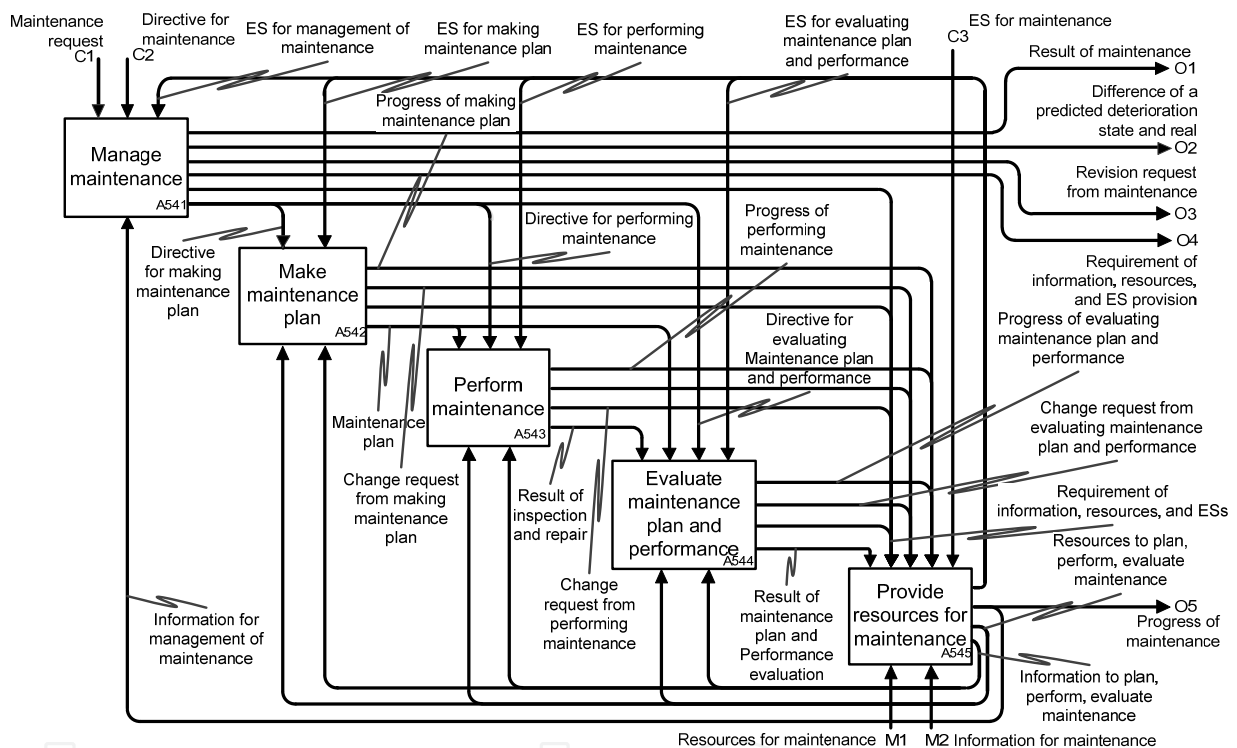 Maintenance
request
C1
Directive for
maintenance
C2
ES for management of
maintenance
ES for making
maintenance plan
ES for performing
maintenance
ES for evaluating
maintenance plan
and performance
ES for maintenance
C3
Result of maintenance
O1
Difference of a
predicted deterioration
state and real
O2
Revision request
from maintenance
O3
O4
Requirement of
information, resources,
and ES provision
Progress of making
maintenance plan
Manage
maintenance
A541
Directive
for making
maintenance
plan
Make
maintenance
plan
A542
Directive for performing
maintenance
Progress of
performing
maintenance
Directive for
evaluating
Maintenance plan
and performance
Progress of evaluating
maintenance plan and
performance
Perform
maintenance
A543
Maintenance
plan
Change request
from making
maintenance
plan
Change request from
evaluating maintenance
plan and performance
Evaluate
maintenance
plan and
performance
A544
Result of
inspection
and repair
Requirement of
information, resources, and ESs
Resources to plan,
perform, evaluate
maintenance
Change
request from
performing
maintenance
Result of
maintenance
plan and
Performance
evaluation
Provide
resources for
maintenance
A545
O5
Progress of
maintenance
Information for
management of
maintenance
Information to plan,
perform, evaluate
maintenance
Resources for maintenance M1
M2 Information for maintenance